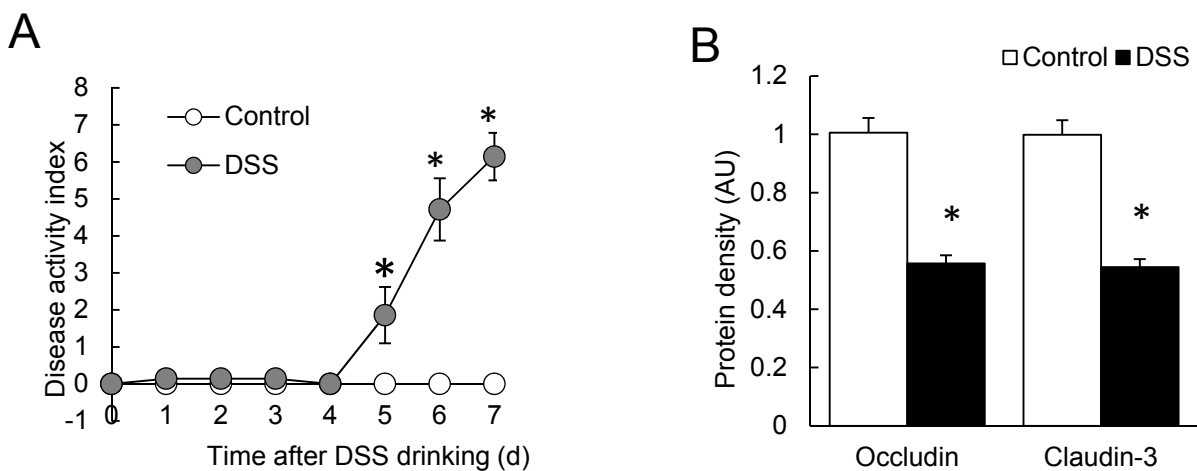 A
Disease activity index
8
7
6
5
4
3
2
1
0
-1
Control
DSS
*
*
*
0 1 2 3 4 5 6 7
Time after DSS drinking (d)
B
Control DSS
Protein density (AU)
1.2
1
0.8
0.6
0.4
0.2
0
*
*
Occludin Claudin-3